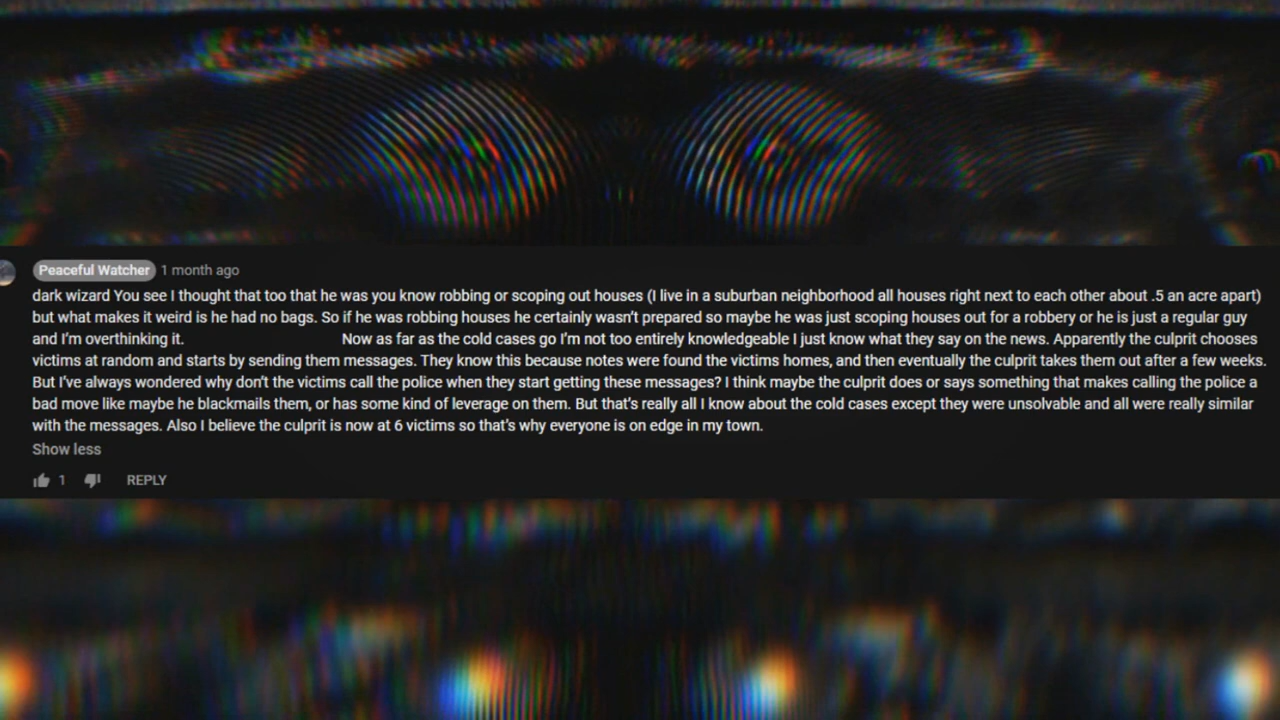 Peaceful Watcher 1 month ago
dark wizard You see I thought that too that he was you know robbing or scoping out houses (I live in a suburban neighborhood all houses right next to each other about .5 an acre apart)
but what makes it weird is he had no bags. So if he was robbing houses he certainly wasn't prepared so maybe he was just scoping houses out for a robbery or he is just a regular guy
and I'm overthinking it. Now as far as the cold cases go I'm not too entirely knowledgeable I just know what they say on the news. Apparently the culprit chooses
victims at random and starts by sending them messages. They know this because notes were found the victims homes, and then eventually the culprit takes them out after a few weeks.
But I've always wondered why don't the victims call the police when they start getting these messages? I think maybe the culprit does or says something that makes calling the police a
bad move like maybe he blackmails them, or has some kind of leverage on them. But that's really all I know about the cold cases except they were unsolvable and all were really similar
with the messages. Also I believe the culprit is now at 6 victims so that's why everyone is on edge in my town.
Show less
1 REPLY